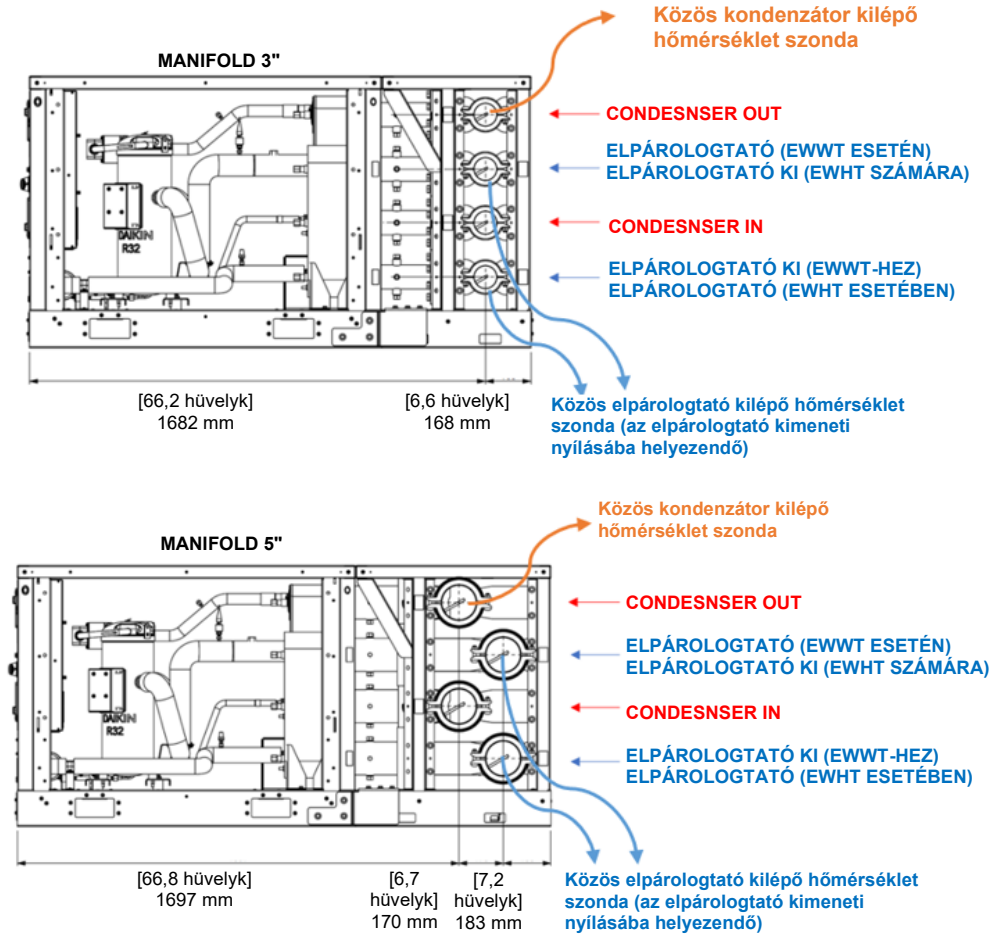 Közös kondenzátor kilépő
hőmérséklet szonda
MANIFOLD 3"
CONDESNSER OUT
ELPÁROLOGTATÓ (EWWT ESETÉN)
ELPÁROLOGTATÓ KI (EWHT SZÁMÁRA)
CONDESNSER IN
ELPÁROLOGTATÓ KI (EWWT-HEZ)
ELPÁROLOGTATÓ (EWHT ESETÉBEN)
DAIKIN
R32
[66,2 hüvelyk]
1682 mm
[6,6 hüvelyk]
168 mm
Közös elpárologtató kilépő hőmérséklet
szonda (az elpárologtató kimeneti
nyílásába helyezendő)
Közös kondenzátor kilépő
hőmérséklet szonda
MANIFOLD 5"
CONDESNSER OUT
ELPÁROLOGTATÓ (EWWT ESETÉN)
ELPÁROLOGTATÓ KI (EWHT SZÁMÁRA)
CONDESNSER IN
ELPÁROLOGTATÓ KI (EWWT-HEZ)
ELPÁROLOGTATÓ (EWHT ESETÉBEN)
DAIKIN
R32
[66,8 hüvelyk]
1697 mm
[6,7
hüvelyk]
170 mm
[7,2
hüvelyk]
183 mm
Közös elpárologtató kilépő hőmérséklet
szonda (az elpárologtató kimeneti
nyílásába helyezendő)